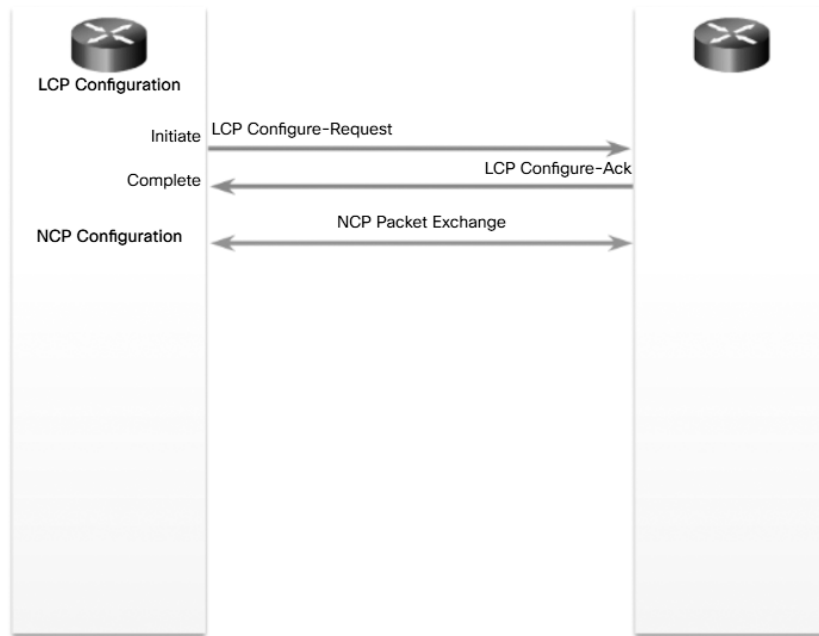 LCP Configuration
Initiate
LCP Configure-Request
LCP Configure-Ack
Complete
NCP Packet Exchange
NCP Configuration